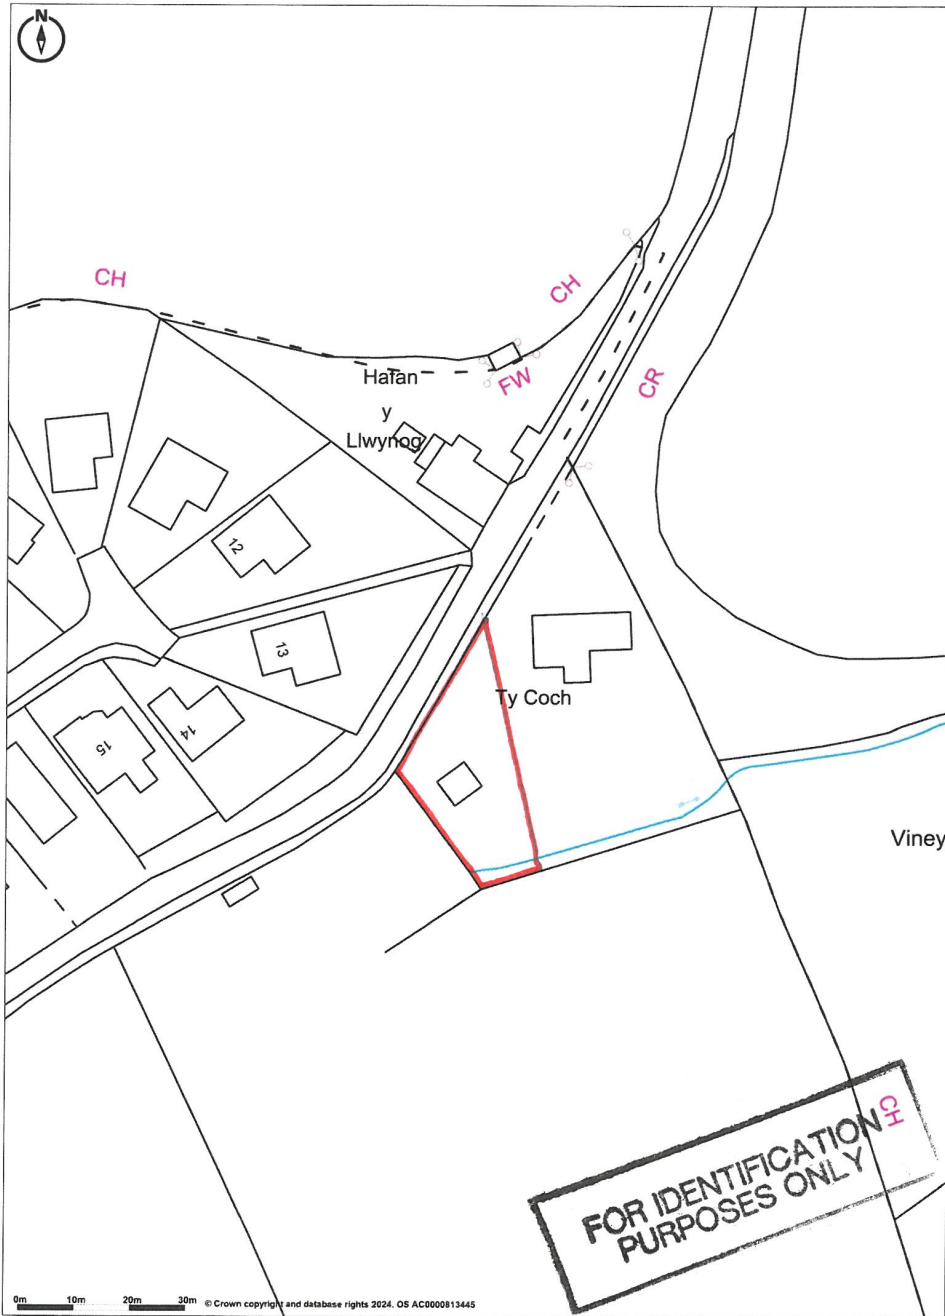 N
CH
CH
Hafan
y
Llwynog
FW
CR
12
13
14
15
Ty Coch
Viney
CH
FOR IDENTIFICATION
PURPOSES ONLY
0m 10m 20m 30m © Crown copyright and database rights 2024. OS AC0000813445